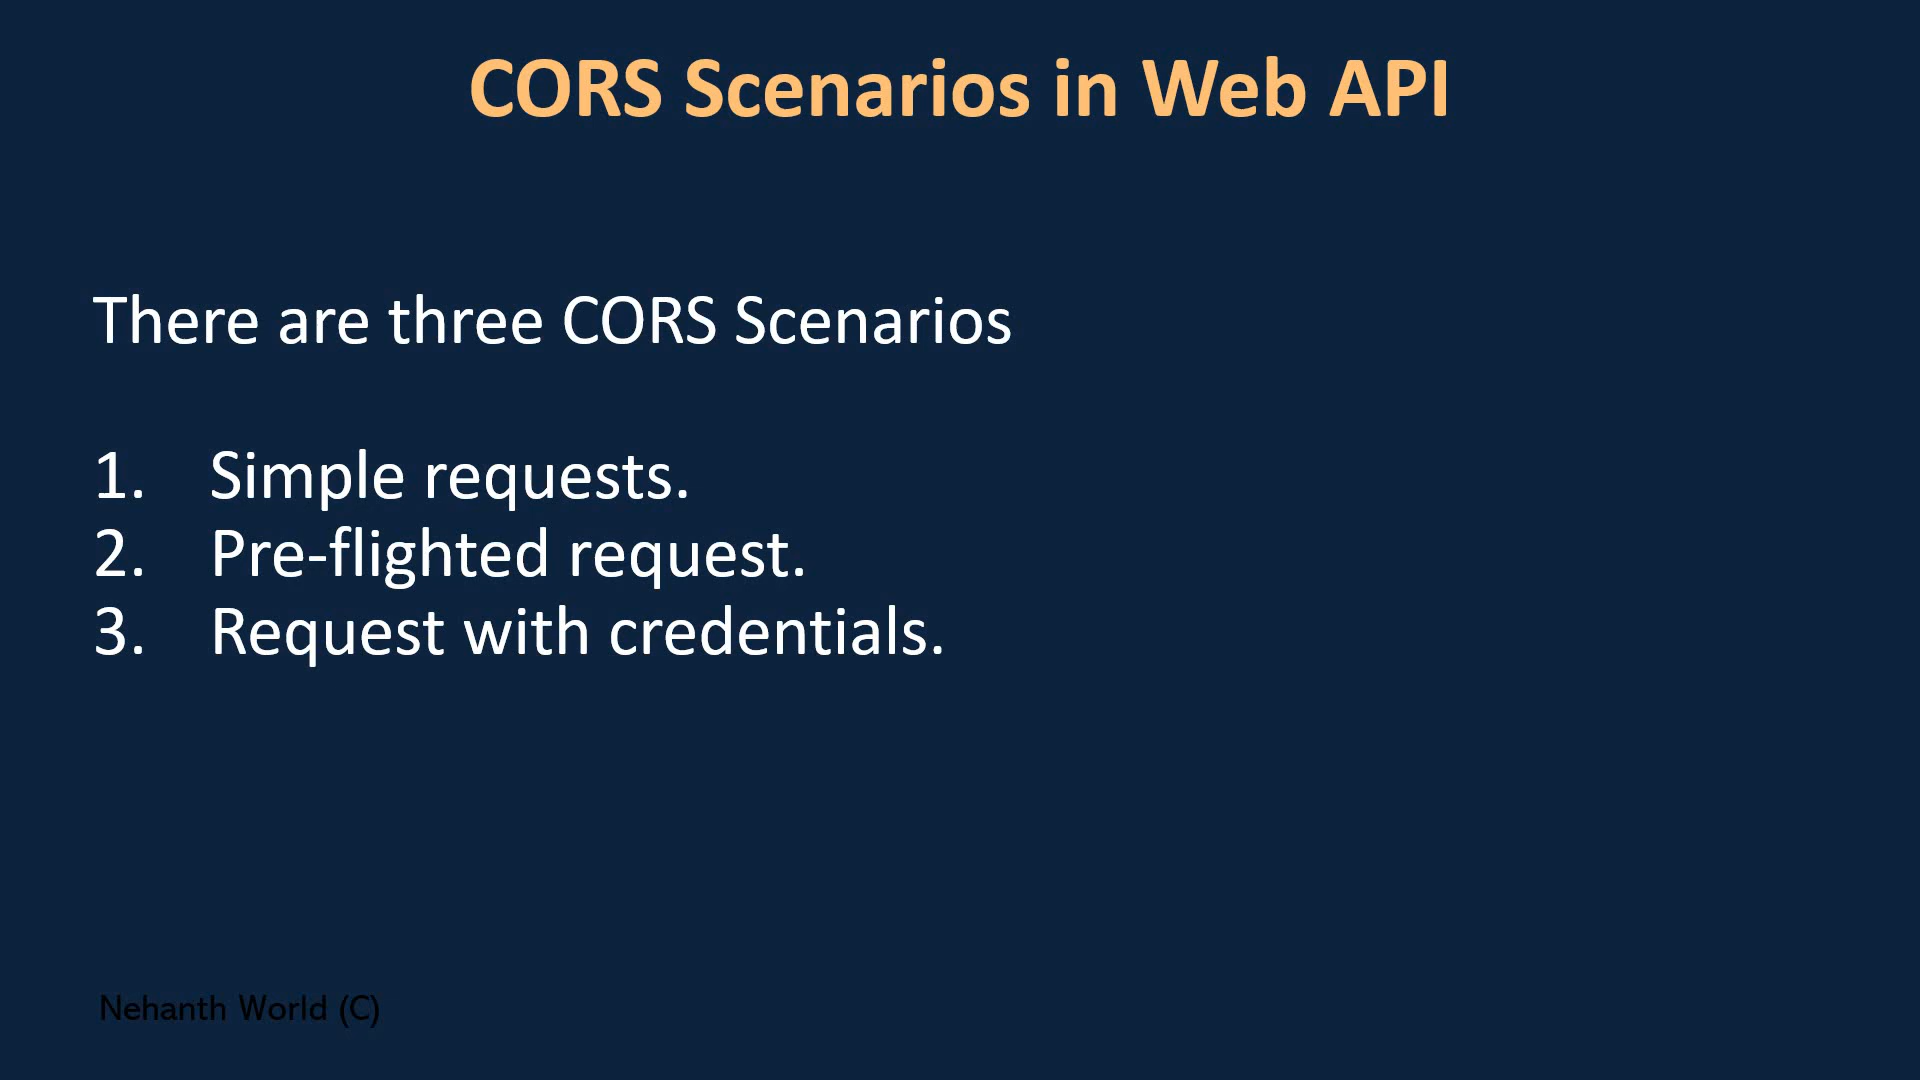 CORS Scenarios in Web API
There are three CORS Scenarios
1. Simple requests.
2. Pre-flighted request.
3. Request with credentials.
Nehanth World (C)